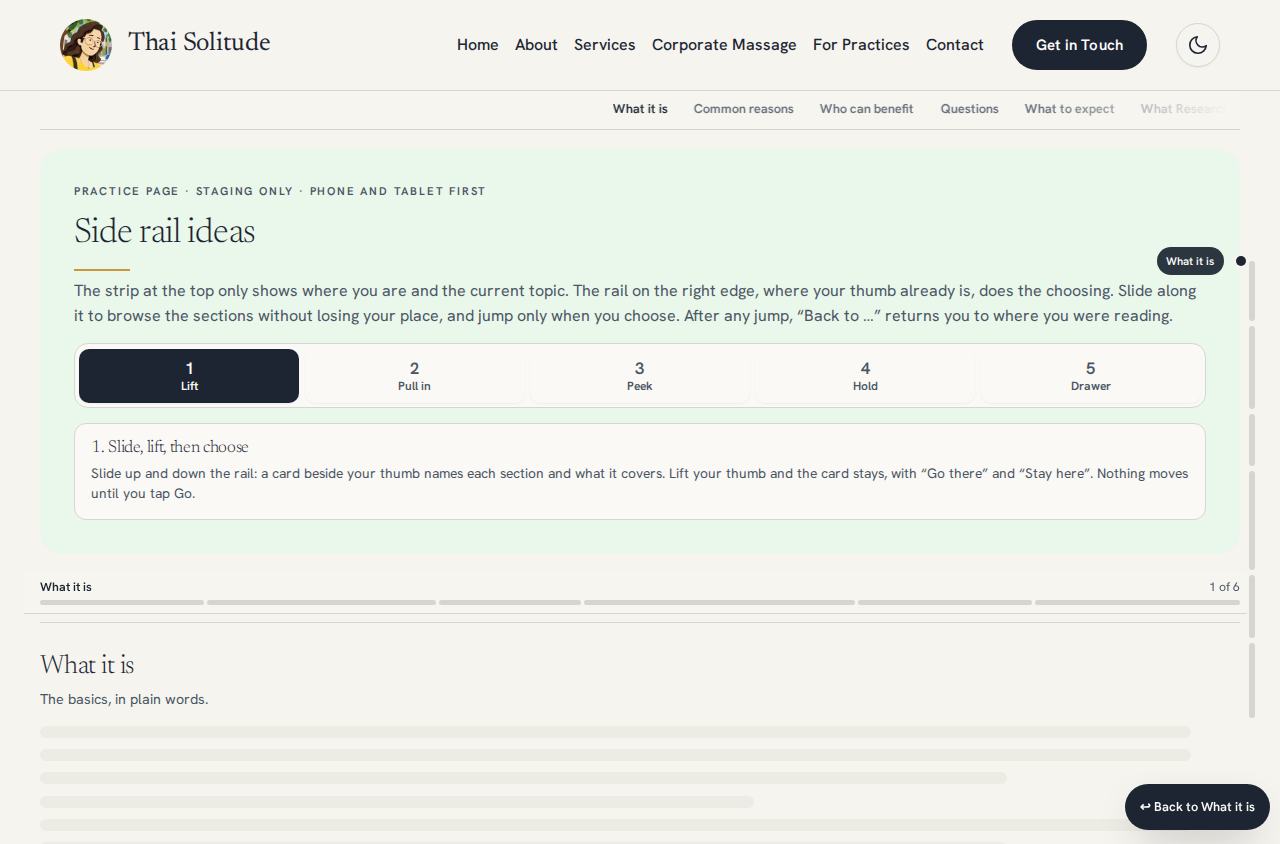 Thai Solitude
Home About Services Corporate Massage For Practices Contact Get in Touch
What it is Common reasons Who can benefit Questions What to expect What Research
PRACTICE PAGE · STAGING ONLY · PHONE AND TABLET FIRST
Side rail ideas
What it is
The strip at the top only shows where you are and the current topic. The rail on the right edge, where your thumb already is, does the choosing. Slide along
it to browse the sections without losing your place, and jump only when you choose. After any jump, “Back to …” returns you to where you were reading.
1 2 3 4 5
Lift Pull in Peek Hold Drawer
1. Slide, lift, then choose
Slide up and down the rail: a card beside your thumb names each section and what it covers. Lift your thumb and the card stays, with “Go there” and “Stay here”. Nothing moves
until you tap Go.
What it is 1 of 6
What it is
The basics, in plain words.
↩ Back to What it is